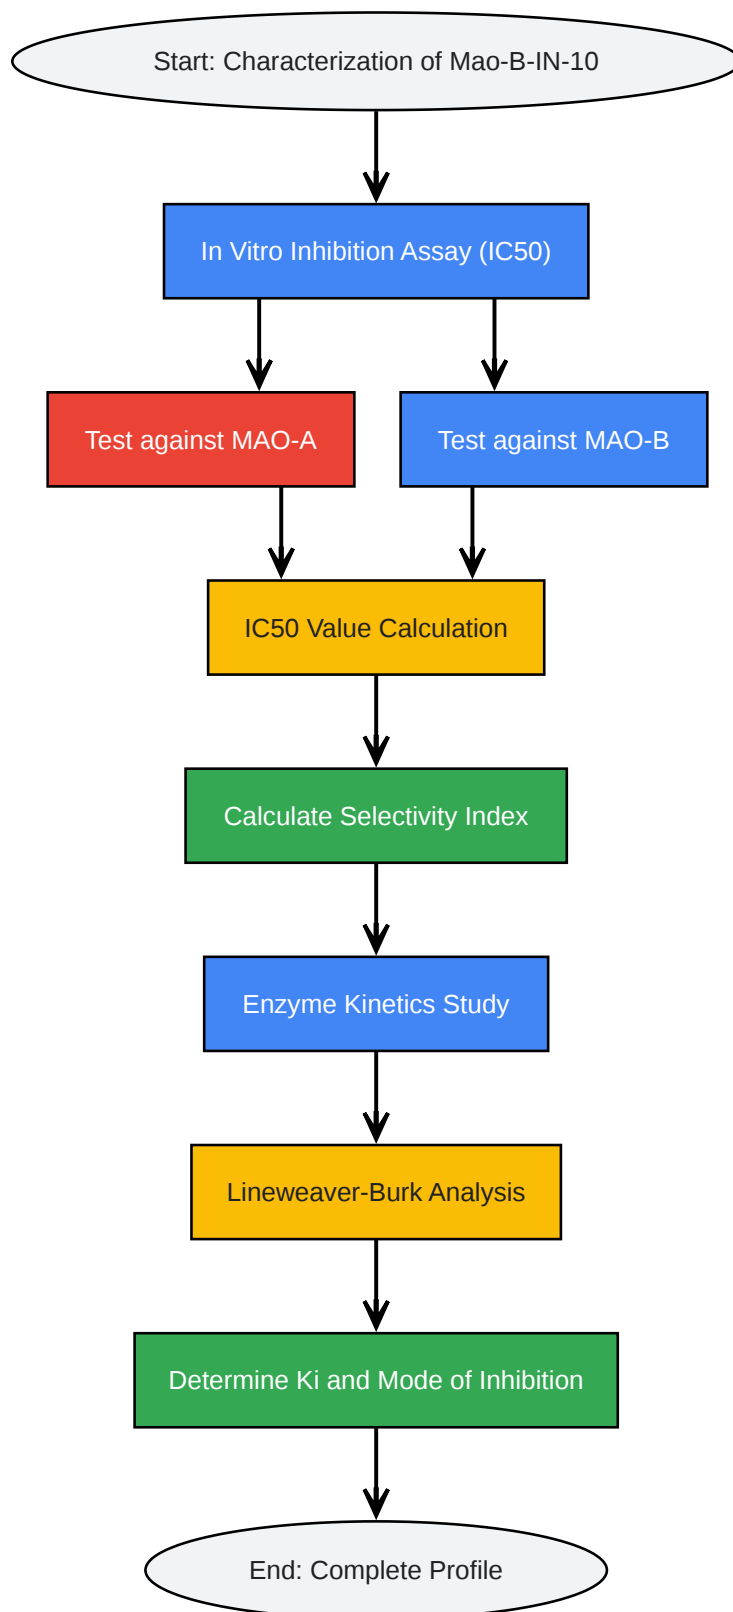 Start: Characterization of Mao-B-IN-10
In Vitro Inhibition Assay (IC50)
Test against MAO-A
Test against MAO-B
IC50 Value Calculation
Calculate Selectivity Index
Enzyme Kinetics Study
Lineweaver-Burk Analysis
Determine Ki and Mode of Inhibition
End: Complete Profile